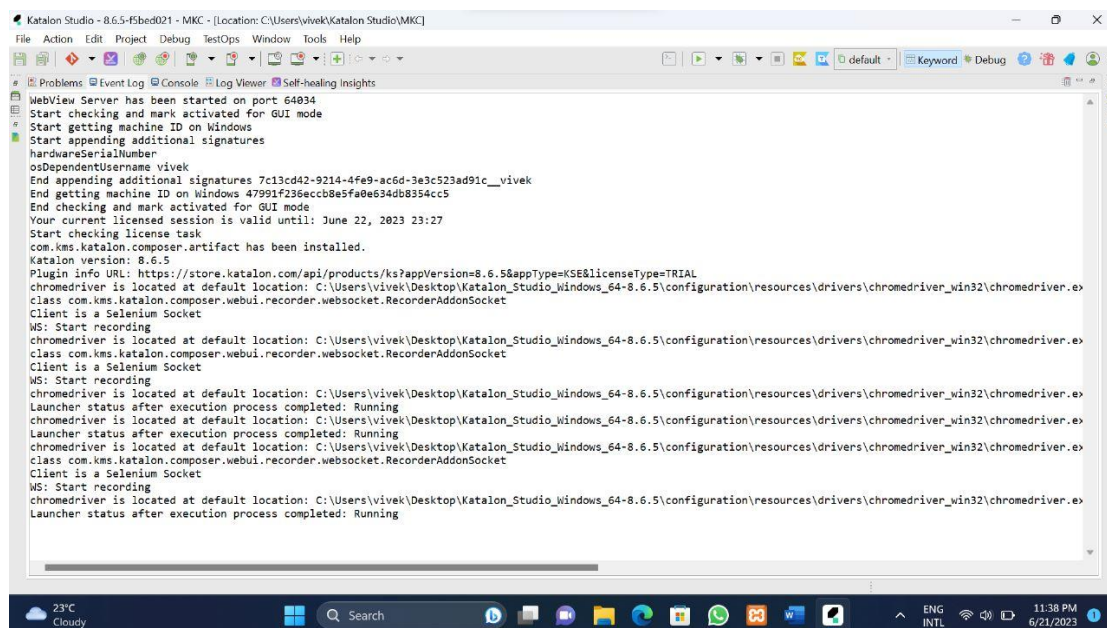 Katalon Studio - 8.6.5-f5bed021 - MKC - [Location: C:\Users\vivek\Katalon Studio\MKC]
File Action Edit Project Debug TestOps Window Tools Help
default Keyword Debug
Problems Event Log Console Log Viewer Self-healing Insights
WebView Server has been started on port 64034
Start checking and mark activated for GUI mode
Start getting machine ID on Windows
Start appending additional signatures
hardwareSerialNumber
osDependentUsername vivek
End appending additional signatures 7c13cd42-9214-4fe9-ac6d-3e3c523ad91c__vivek
End getting machine ID on Windows 47991f236eccb8e5fa0e634db8354cc5
End checking and mark activated for GUI mode
Your current licensed session is valid until: June 22, 2023 23:27
Start checking license task
com.kms.katalon.composer.artifact has been installed.
Katalon version: 8.6.5
Plugin info URL: https://store.katalon.com/api/products/ks?appVersion=8.6.5&appType=KSE&licenseType=TRIAL
chromedriver is located at default location: C:\Users\vivek\Desktop\Katalon_Studio_Windows_64-8.6.5\configuration\resources\drivers\chromedriver_win32\chromedriver.ex
class com.kms.katalon.composer.webui.recorder.websocket.RecorderAddonSocket
Client is a Selenium Socket
WS: Start recording
chromedriver is located at default location: C:\Users\vivek\Desktop\Katalon_Studio_Windows_64-8.6.5\configuration\resources\drivers\chromedriver_win32\chromedriver.ex
class com.kms.katalon.composer.webui.recorder.websocket.RecorderAddonSocket
Client is a Selenium Socket
WS: Start recording
chromedriver is located at default location: C:\Users\vivek\Desktop\Katalon_Studio_Windows_64-8.6.5\configuration\resources\drivers\chromedriver_win32\chromedriver.ex
Launcher status after execution process completed: Running
chromedriver is located at default location: C:\Users\vivek\Desktop\Katalon_Studio_Windows_64-8.6.5\configuration\resources\drivers\chromedriver_win32\chromedriver.ex
Launcher status after execution process completed: Running
chromedriver is located at default location: C:\Users\vivek\Desktop\Katalon_Studio_Windows_64-8.6.5\configuration\resources\drivers\chromedriver_win32\chromedriver.ex
class com.kms.katalon.composer.webui.recorder.websocket.RecorderAddonSocket
Client is a Selenium Socket
WS: Start recording
chromedriver is located at default location: C:\Users\vivek\Desktop\Katalon_Studio_Windows_64-8.6.5\configuration\resources\drivers\chromedriver_win32\chromedriver.ex
Launcher status after execution process completed: Running
23°C
Cloudy
Search
ENG
INTL
11:38 PM
6/21/2023
1